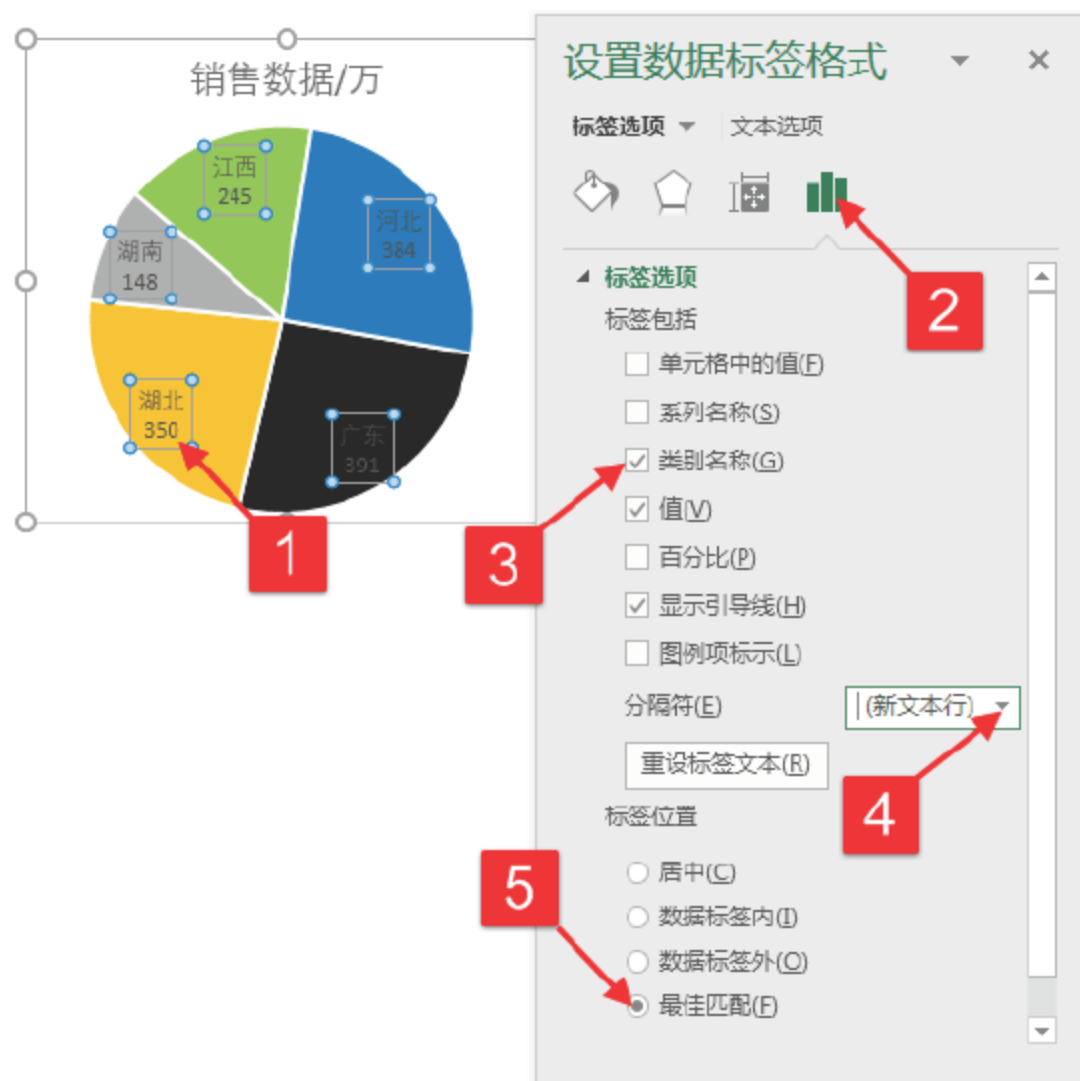 销售数据/万
江西
245
河北
384
湖南
148
湖北
350
广东
391
1
设置数据标签格式
标签选项
文本选项
2
标签选项
标签包括
单元格中的值(F)
系列名称(S)
类别名称(G)
3
值(V)
百分比(P)
显示引导线(H)
图例项标示(L)
分隔符(E)
(新文本行)
重设标签文本(R)
4
标签位置
5
居中(C)
数据标签内(I)
数据标签外(O)
最佳匹配(F)